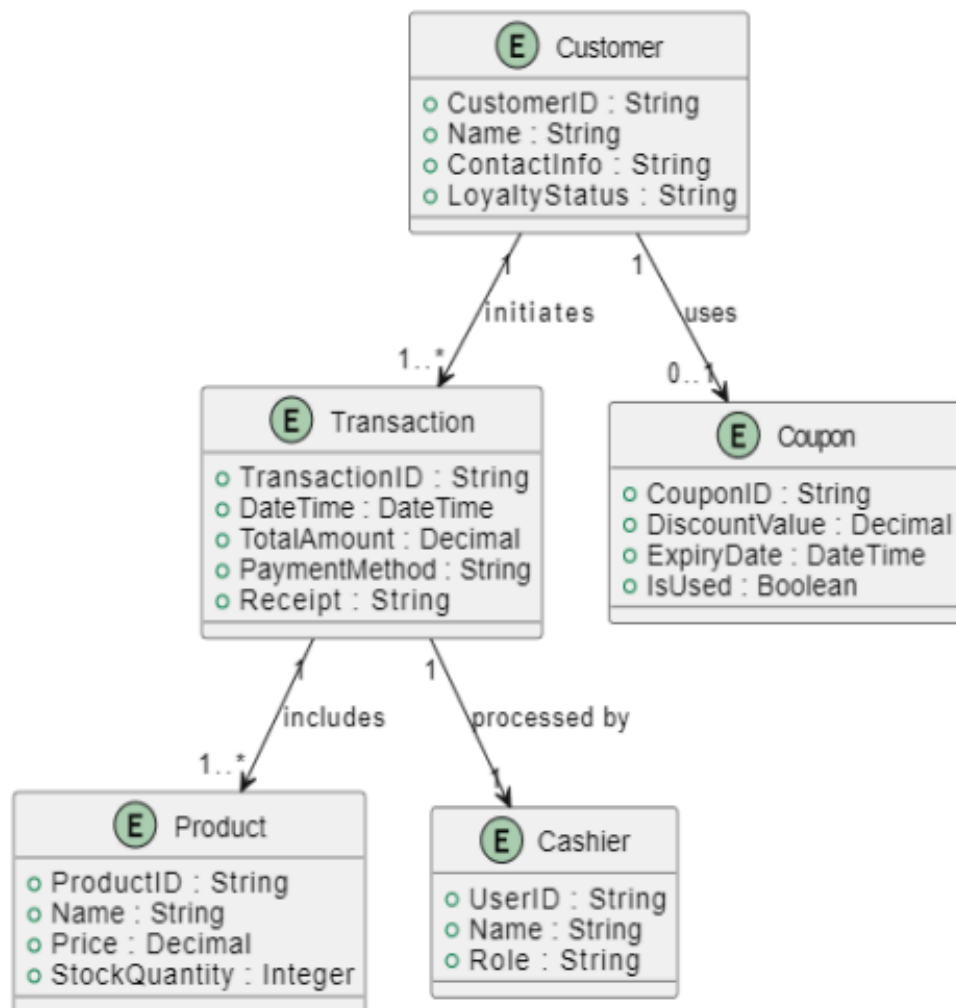 E Customer
CustomerID : String
Name : String
ContactInfo : String
LoyaltyStatus : String
1
1
initiates
uses
1..*
0..1
E Transaction
TransactionID : String
DateTime : DateTime
TotalAmount : Decimal
PaymentMethod : String
Receipt : String
E Coupon
CouponID : String
DiscountValue : Decimal
ExpiryDate : DateTime
IsUsed : Boolean
1
1
includes
processed by
1..*
1
E Product
ProductID : String
Name : String
Price : Decimal
StockQuantity : Integer
E Cashier
UserID : String
Name : String
Role : String